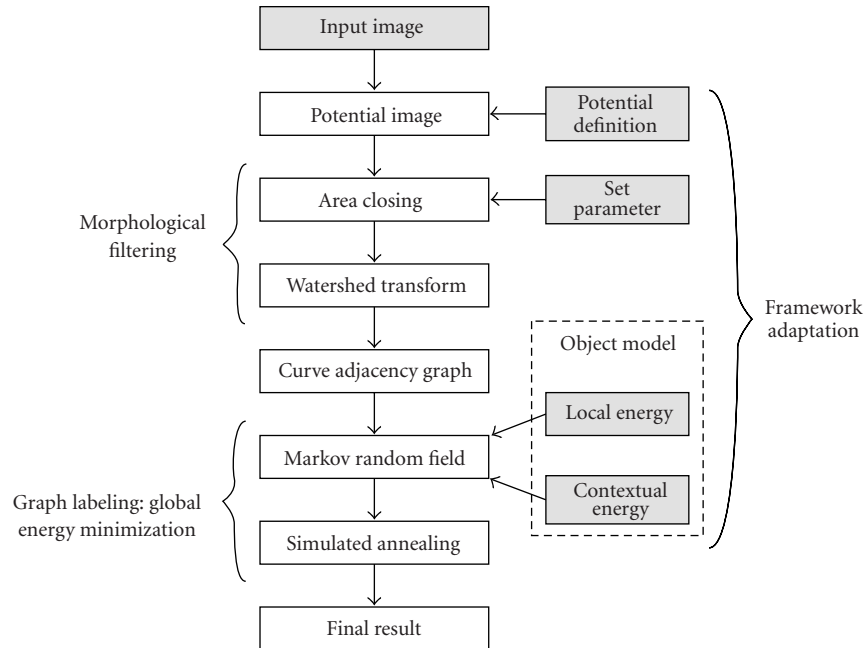 Input image
Potential image
Potential
definition
Area closing
Set
parameter
Morphological
filtering
Watershed transform
Framework
adaptation
Object model
Curve adjacency graph
Local energy
Markov random field
Contextual
energy
Graph labeling: global
energy minimization
Simulated annealing
Final result